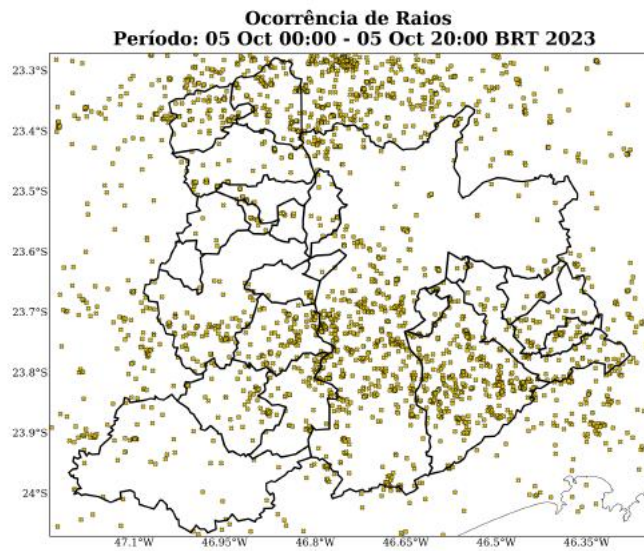 Ocorrência de Raios
Período: 05 Oct 00:00 - 05 Oct 20:00 BRT 2023
23.3°S
23.4°S
23.5°S
23.6°S
23.7°S
23.8°S
23.9°S
24°S
47.1°W 46.95°W 46.8°W 46.65°W 46.5°W 46.35°W